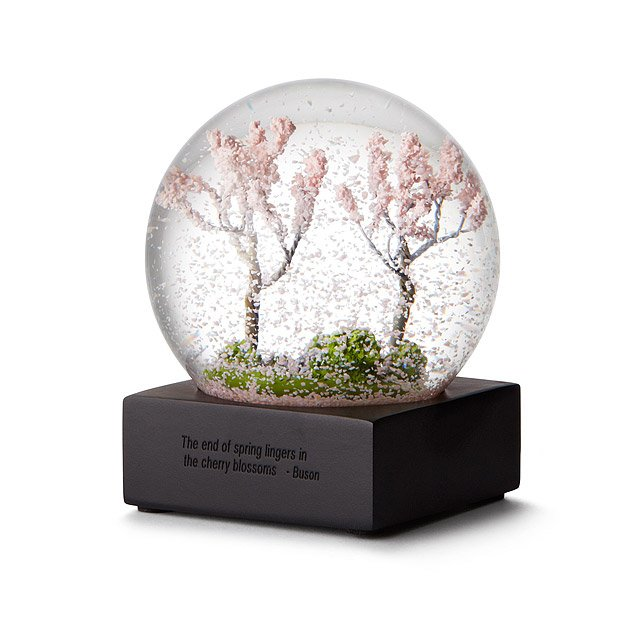 The end of spring lingers in
the cherry blossoms - Buson